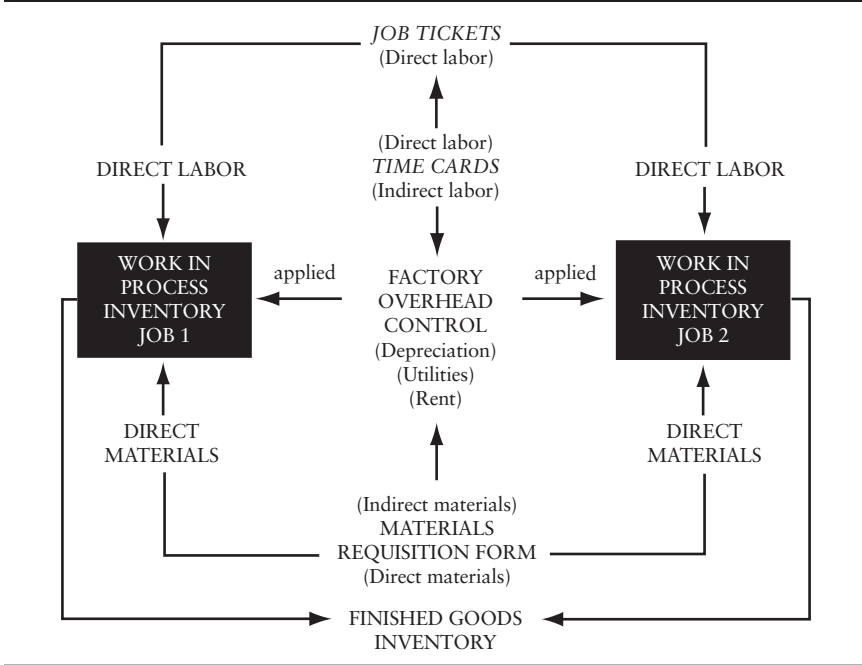 JOB TICKETS
(Direct labor)
(Direct labor)
TIME CARDS
(Indirect labor)
DIRECT LABOR
DIRECT LABOR
WORK IN
PROCESS
INVENTORY
JOB 1
applied
FACTORY
OVERHEAD
CONTROL
(Depreciation)
(Utilities)
(Rent)
applied
WORK IN
PROCESS
INVENTORY
JOB 2
DIRECT
MATERIALS
DIRECT
MATERIALS
(Indirect materials)
MATERIALS
REQUISITION FORM
(Direct materials)
FINISHED GOODS
INVENTORY